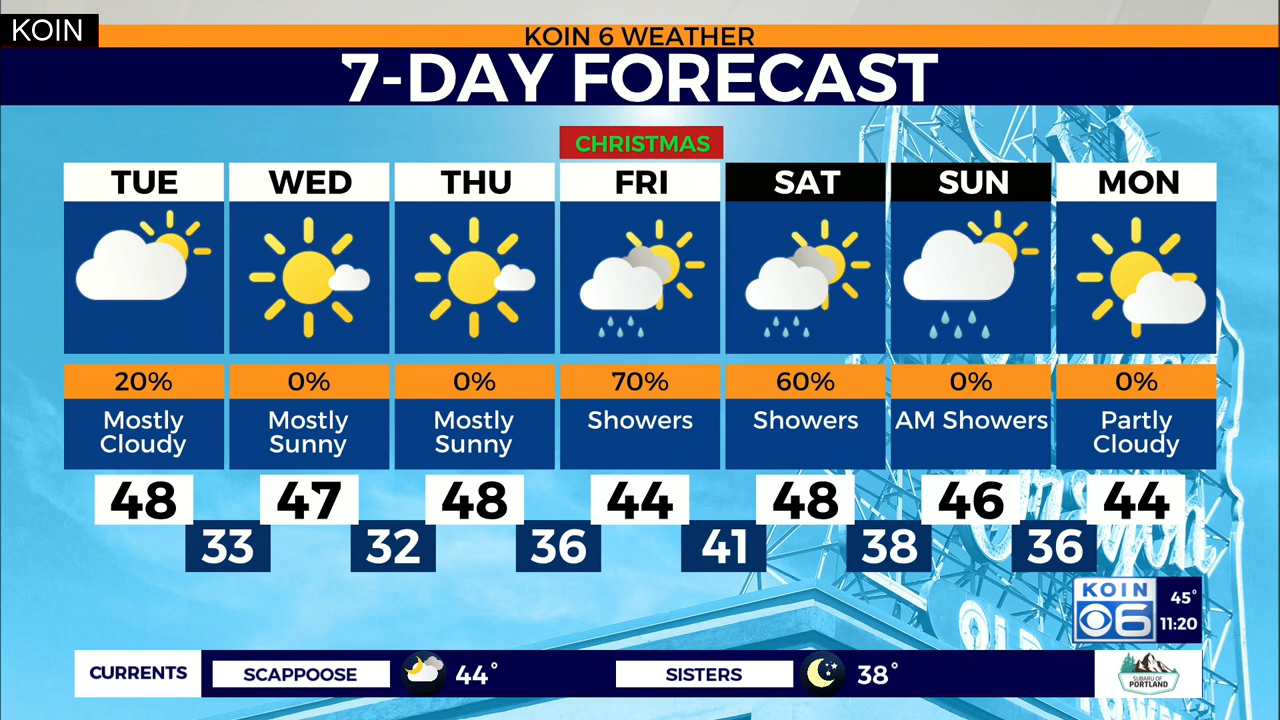 KOIN
KOIN 6 WEATHER
7-DAY FORECAST
CHRISTMAS
TUE WED THU FRI SAT SUN MON
20% 0% 0% 70% 60% 0% 0%
Mostly Mostly Mostly Showers Showers AM Showers Partly
Cloudy Sunny Sunny Cloudy
48 47 48 44 48 46 44
33 32 36 41 38 36
KOIN 45°
6 11:20
CURRENTS SCAPPOOSE 44° SISTERS 38°
SUBARU OF
PORTLAND